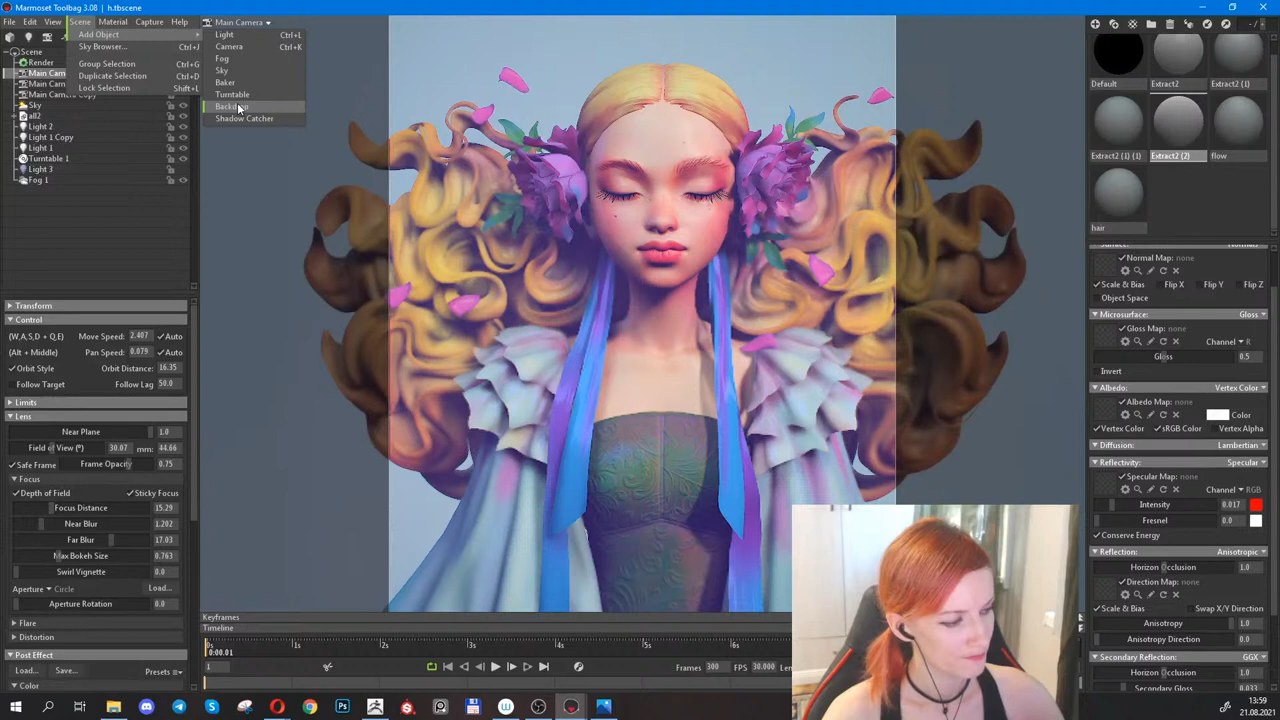 Marmoset Toolbag 3.08 | h.tbscene
File Edit View Scene Material Capture Help
Main Camera
Add Object
Sky Browser... Ctrl+J
Group Selection Ctrl+G
Duplicate Selection Ctrl+D
Lock Selection Shift+L
Light Ctrl+L
Camera Ctrl+K
Fog
Sky
Baker
Turntable
Shadow Catcher
Scene
Render
Main Cam
Main Cam
Sky
all2
Light 2
Light 1 Copy
Light 1
Turntable 1
Light 3
Fog 1
Transform
Control
(W,A,S,D + Q,E) Move Speed: 2.407 Auto
(Alt + Middle) Pan Speed: 0.079 Auto
Orbit Style Orbit Distance: 16.35
Follow Target Follow Lag 50.0
Limits
Lens
Near Plane 1.0
Field of View (°) 30.07 mm: 44.66
Safe Frame Frame Opacity 0.75
Focus
Depth of Field Sticky Focus
Focus Distance 15.29
Near Blur 1.202
Far Blur 17.03
Max Bokeh Size 0.763
Swirl Vignette 0.0
Aperture Circle Load...
Aperture Rotation 0.0
Flare
Distortion
Post Effect
Load... Save... Presets
Color
Keyframes
Timeline
0s 1s 2s 3s 4s 5s 6s
0:00.01
1 Frames 300 FPS 30.000
Default Extract2 Extract2 (1)
Extract2 (1) (1) Extract2 (2) flow
hair
Surface: Normals
Normal Map: none
Scale & Bias Flip X Flip Y Flip Z
Object Space
Microsurface: Gloss
Gloss Map: none
Channel R
Gloss 0.5
Invert
Albedo: Vertex Color
Albedo Map: none
Color
Vertex Color sRGB Color Vertex Alpha
Diffusion: Lambertian
Reflectivity: Specular
Specular Map: none
Channel RGB
Intensity 0.017
Fresnel 0.0
Conserve Energy
Reflection: Anisotropic
Horizon Occlusion 1.0
Direction Map: none
Scale & Bias Swap X/Y Direction
Anisotropy 1.0
Anisotropy Direction 0.0
Secondary Reflection: GGX
Horizon Occlusion 1.0
Secondary Gloss 0.033
Ps
13:59
21.08.2021